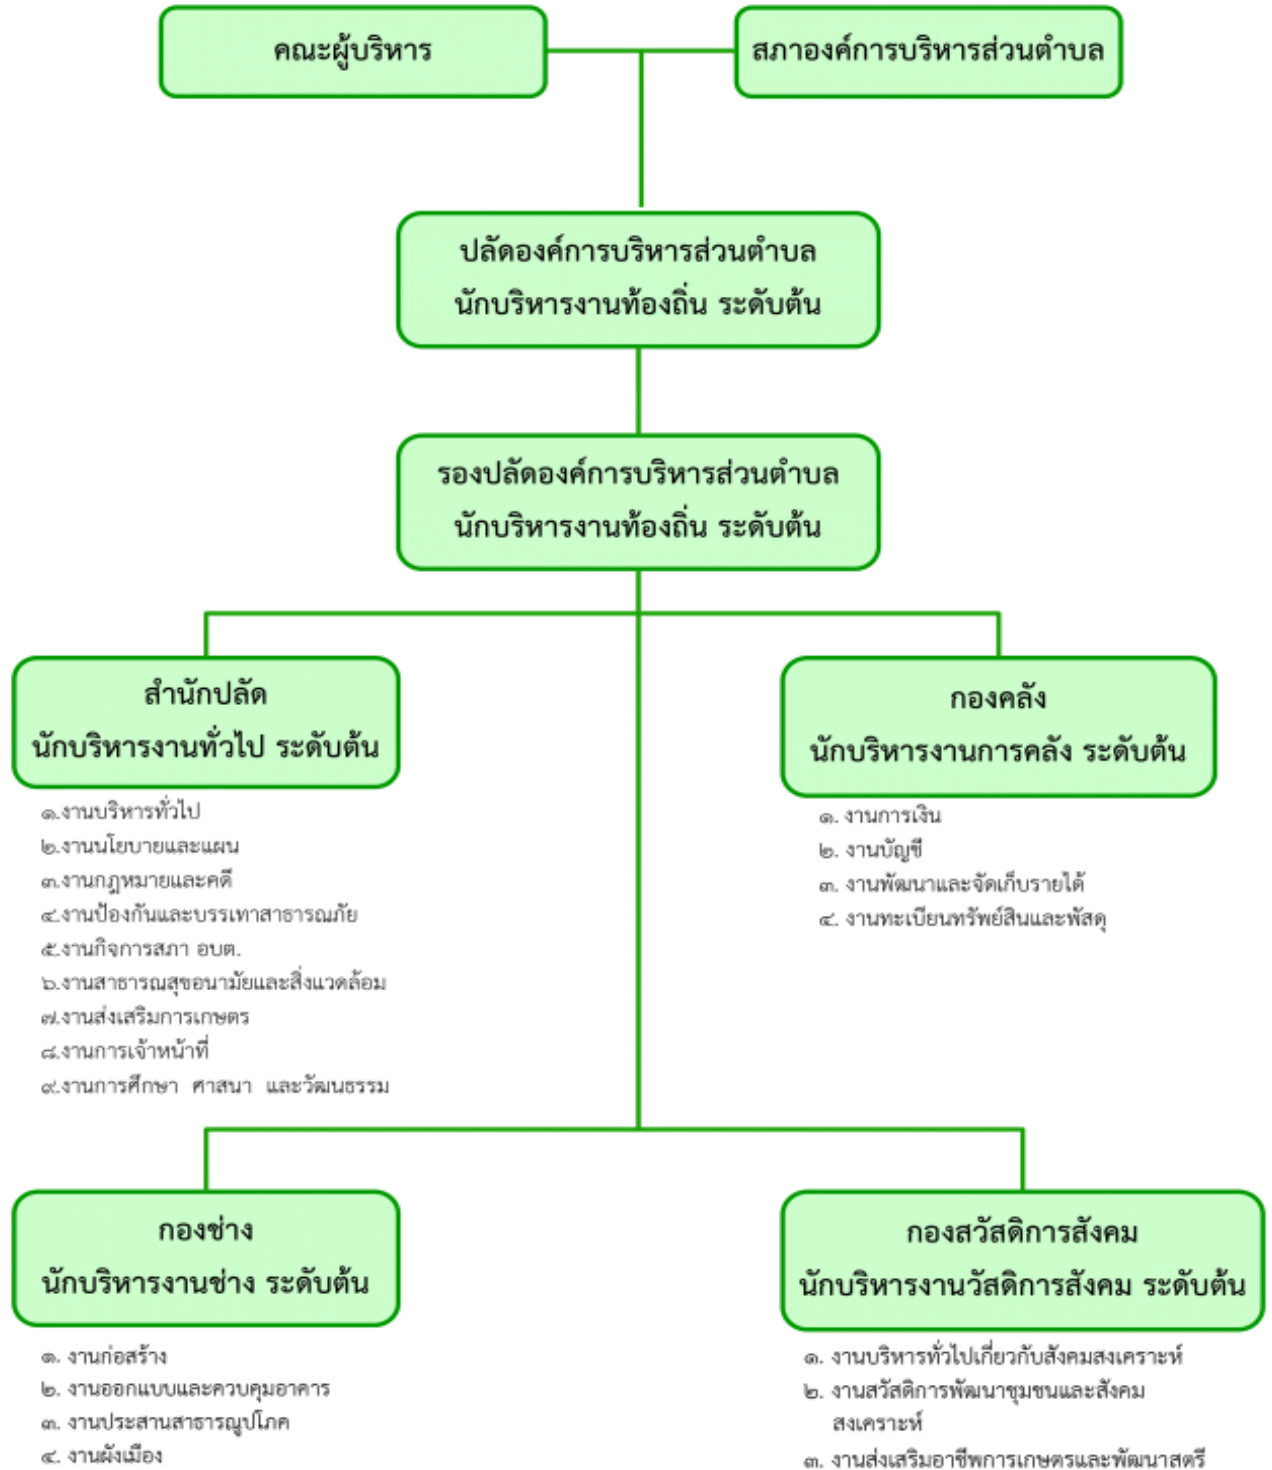 คณะผู้บริหาร
สภาองค์การบริหารส่วนตำบล
ปลัดองค์การบริหารส่วนตำบล
นักบริหารงานท้องถิ่น ระดับต้น
รองปลัดองค์การบริหารส่วนตำบล
นักบริหารงานท้องถิ่น ระดับต้น
สำนักปลัด
นักบริหารงานทั่วไป ระดับต้น
๑.งานบริหารทั่วไป
๒.งานนโยบายและแผน
๓.งานกฎหมายและคดี
๔.งานป้องกันและบรรเทาสาธารณภัย
๕.งานกิจการสภา อบต.
๖.งานสาธารณสุขอนามัยและสิ่งแวดล้อม
๗.งานส่งเสริมการเกษตร
๘.งานการเจ้าหน้าที่
๙.งานการศึกษา ศาสนา และวัฒนธรรม
กองคลัง
นักบริหารงานการคลัง ระดับต้น
๑. งานการเงิน
๒. งานบัญชี
๓. งานพัฒนาและจัดเก็บรายได้
๔. งานทะเบียนทรัพย์สินและพัสดุ
กองช่าง
นักบริหารงานช่าง ระดับต้น
๑. งานก่อสร้าง
๒. งานออกแบบและควบคุมอาคาร
๓. งานประสานสาธารณูปโภค
๔. งานผังเมือง
กองสวัสดิการสังคม
นักบริหารงานวัสดิการสังคม ระดับต้น
๑. งานบริหารทั่วไปเกี่ยวกับสังคมสงเคราะห์
๒. งานสวัสดิการพัฒนาชุมชนและสังคม
สงเคราะห์
๓. งานส่งเสริมอาชีพการเกษตรและพัฒนาสตรี